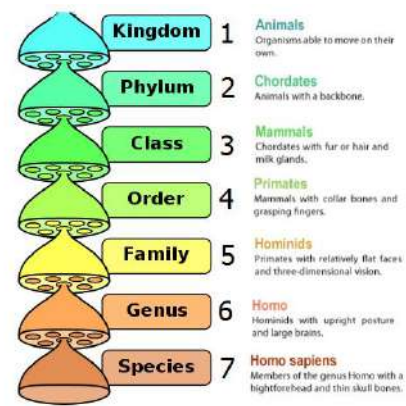 Kingdom 1 Animals
Organisms able to move on their
own.
Phylum 2 Chordates
Animals with a backbone.
Class 3 Mammals
Chordates with fur or hair and
milk glands.
Order 4 Primates
Mammals with collar bones and
grasping fingers.
Family 5 Hominids
Primates with relatively flat faces
and three-dimensional vision.
Genus 6 Homo
Hominids with upright posture
and large brains.
Species 7 Homo sapiens
Members of the genus Homo with a
hightforehead and thin skull bones.